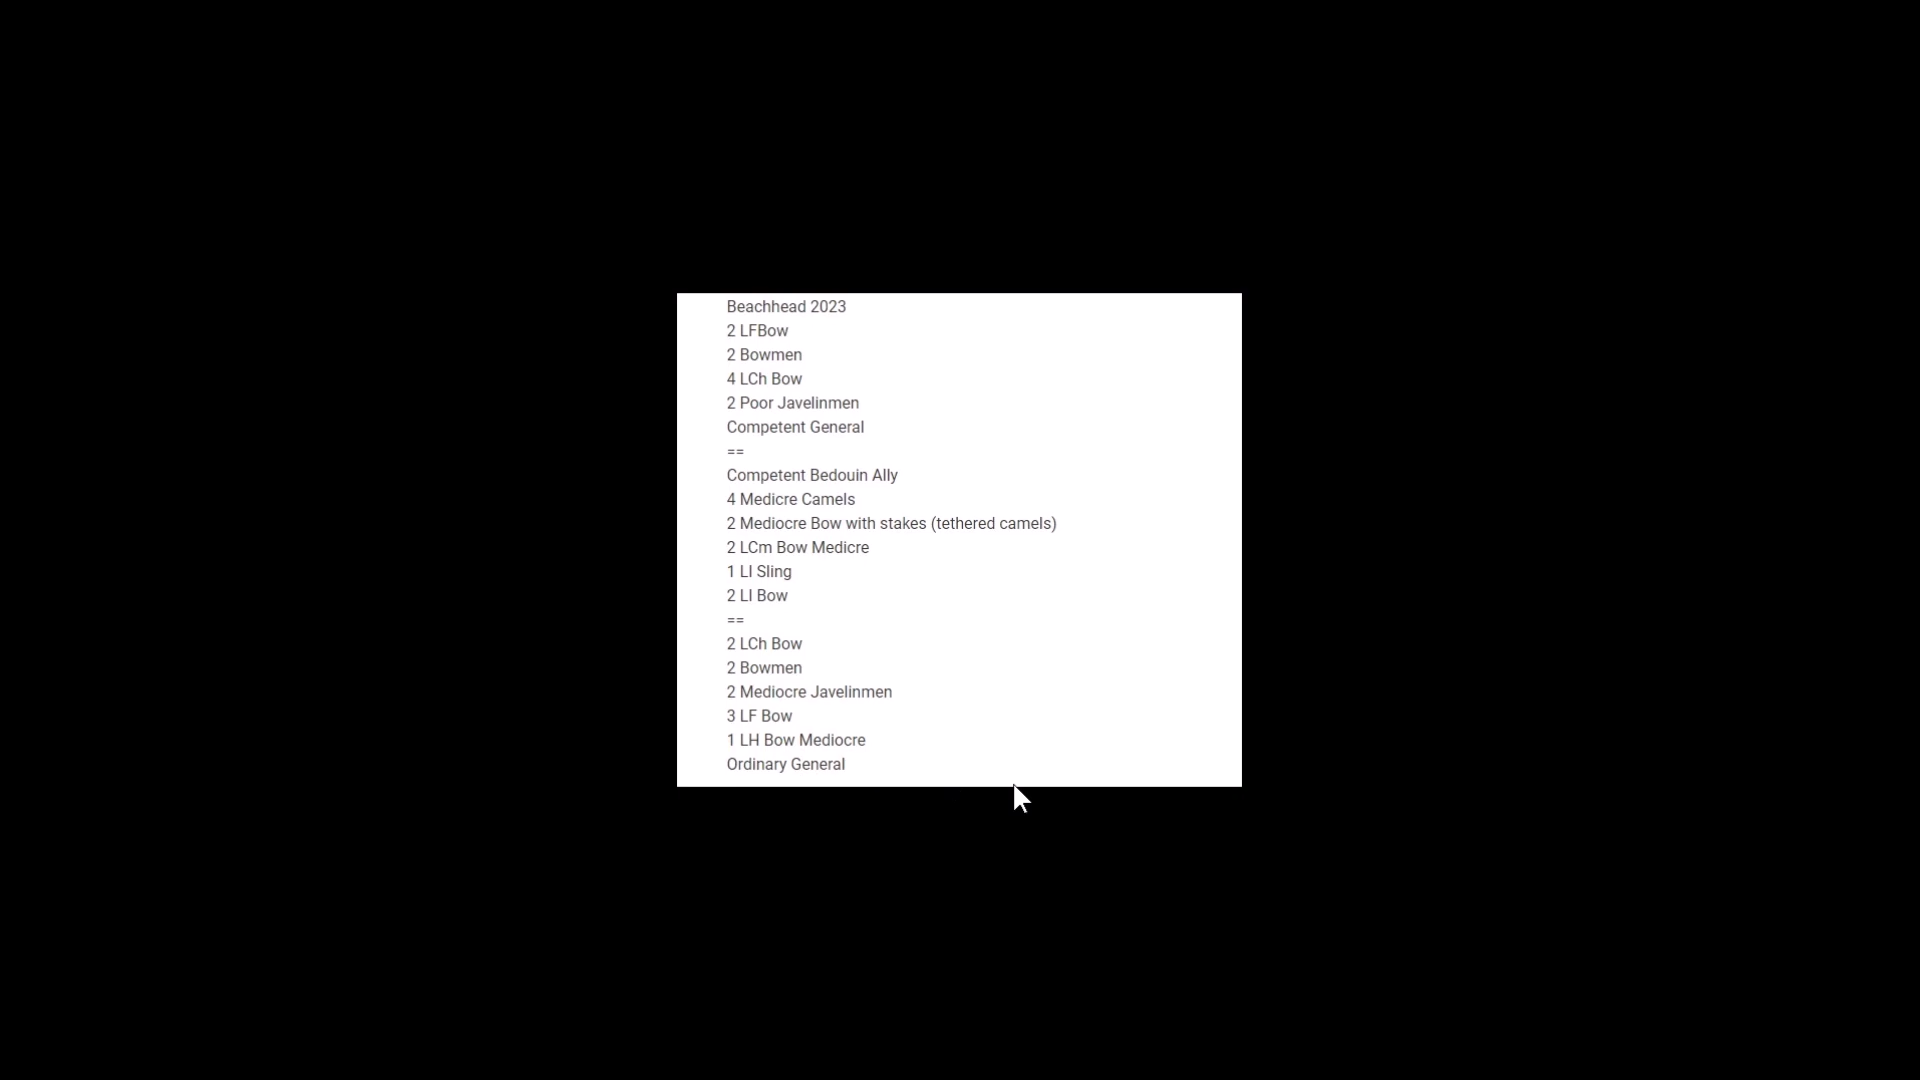 Beachhead 2023
2 LFBow
2 Bowmen
4 LCh Bow
2 Poor Javelinmen
Competent General
==
Competent Bedouin Ally
4 Medicre Camels
2 Mediocre Bow with stakes (tethered camels)
2 LCm Bow Medicre
1 LI Sling
2 LI Bow
==
2 LCh Bow
2 Bowmen
2 Mediocre Javelinmen
3 LF Bow
1 LH Bow Mediocre
Ordinary General